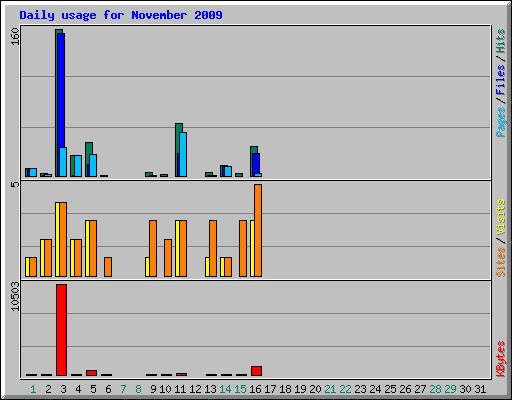 Daily usage for November 2009
160
Pages / Files / Hits
5
Sites / Visits
10503
KBytes
1 2 3 4 5 6 7 8 9 10 11 12 13 14 15 16 17 18 19 20 21 22 23 24 25 26 27 28 29 30 31